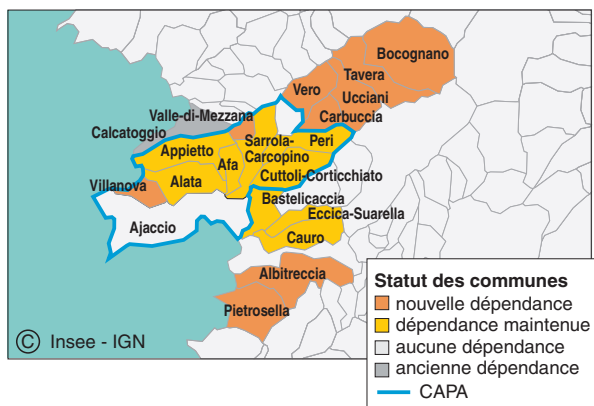 Bocognano
Tavera
Vero
Ucciani
Valle-di-Mezzana
Carbuccia
Calcatoggio
Sarrola-
Carcopino
Peri
Appietto
Afa
Cuttoli-Corticchiato
Villanova
Alata
Bastelicaccia
Eccica-Suarella
Ajaccio
Cauro
Albitreccia
Pietrosella
© Insee - IGN
Statut des communes
nouvelle dépendance
dépendance maintenue
aucune dépendance
ancienne dépendance
CAPA